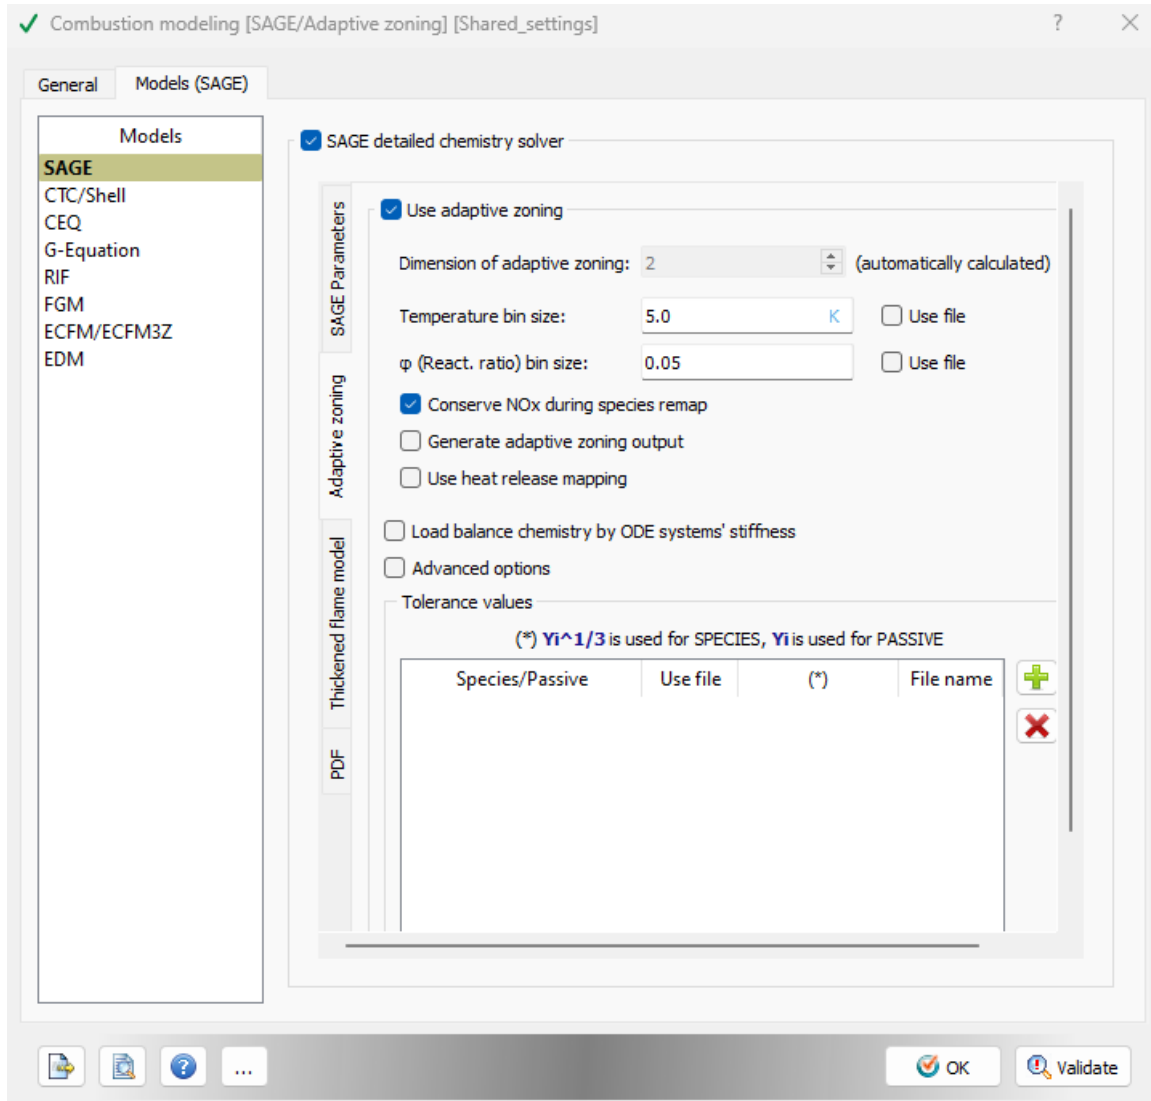 Combustion modeling [SAGE/Adaptive zoning] [Shared_settings]
?
General
Models (SAGE)
Models
SAGE
CTC/Shell
CEQ
G-Equation
RIF
FGM
ECFM/ECFM3Z
EDM
SAGE detailed chemistry solver
SAGE Parameters
Adaptive zoning
Thickened flame model
PDF
Use adaptive zoning
Dimension of adaptive zoning: 2 (automatically calculated)
Temperature bin size: 5.0 K Use file
φ (React. ratio) bin size: 0.05 Use file
Conserve NOx during species remap
Generate adaptive zoning output
Use heat release mapping
Load balance chemistry by ODE systems' stiffness
Advanced options
Tolerance values
(*) Yi^1/3 is used for SPECIES, Yi is used for PASSIVE
Species/Passive Use file (*) File name
? ... OK Validate